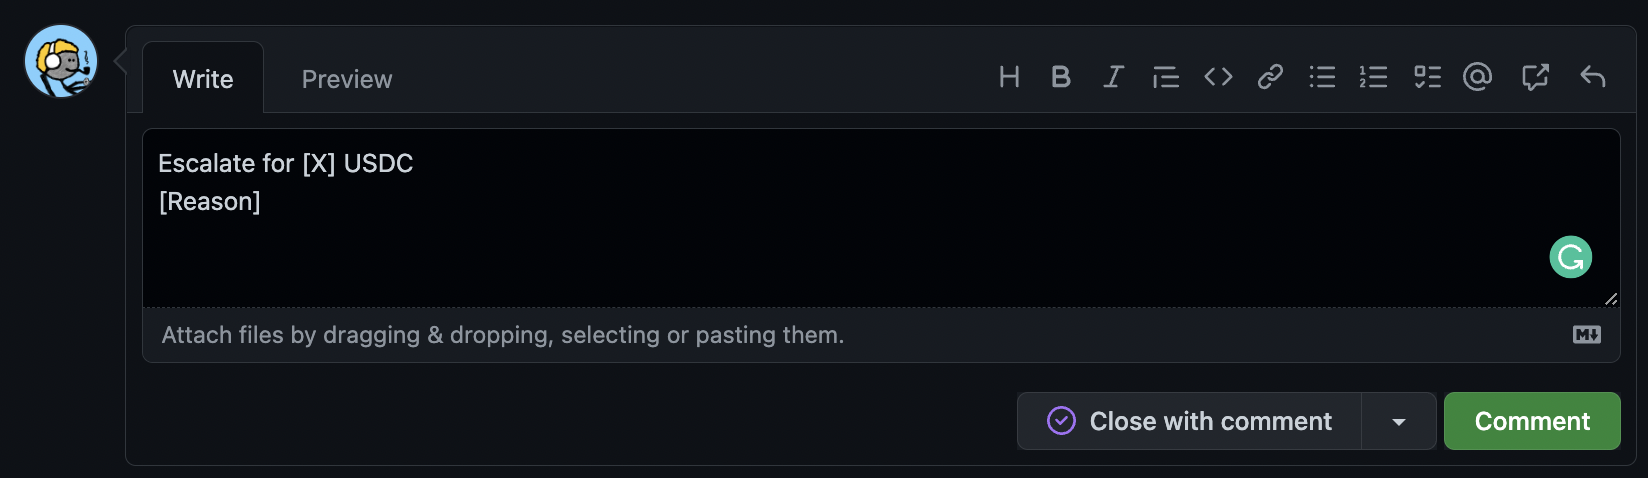 Write
Preview
Escalate for [X] USDC
[Reason]
Attach files by dragging & dropping, selecting or pasting them.
Close with comment
Comment